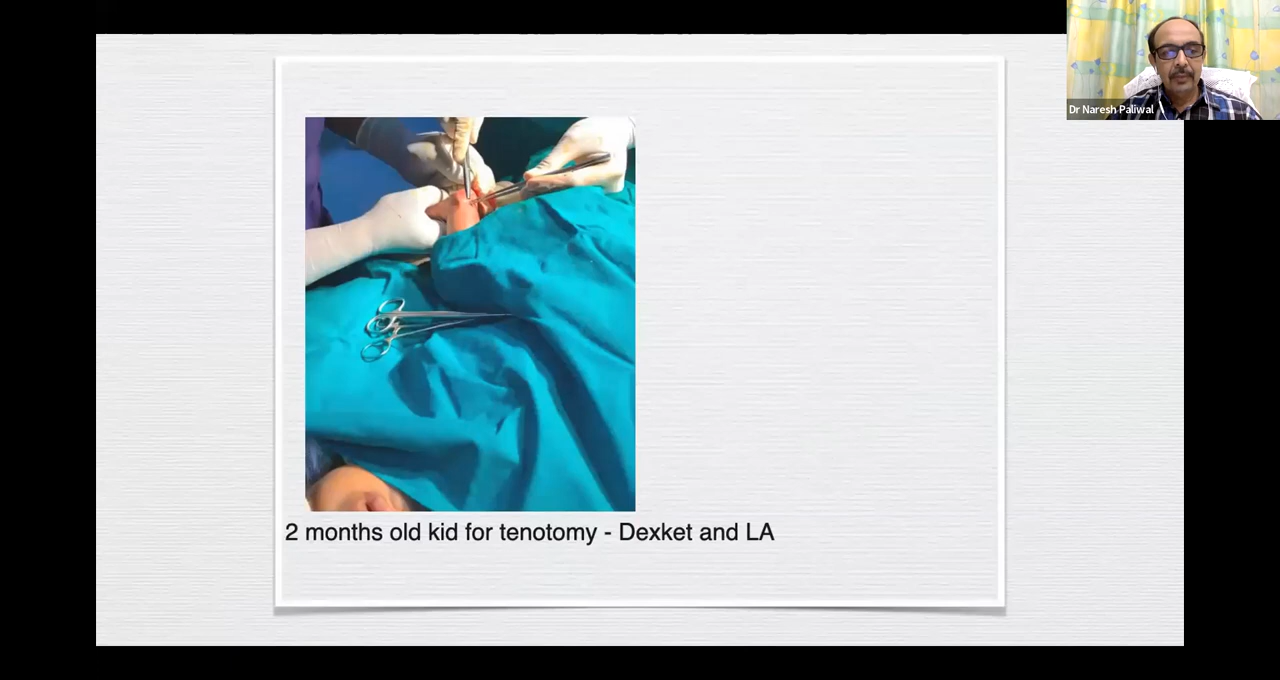 Dr Naresh Paliwal
2 months old kid for tenotomy - Dexket and LA